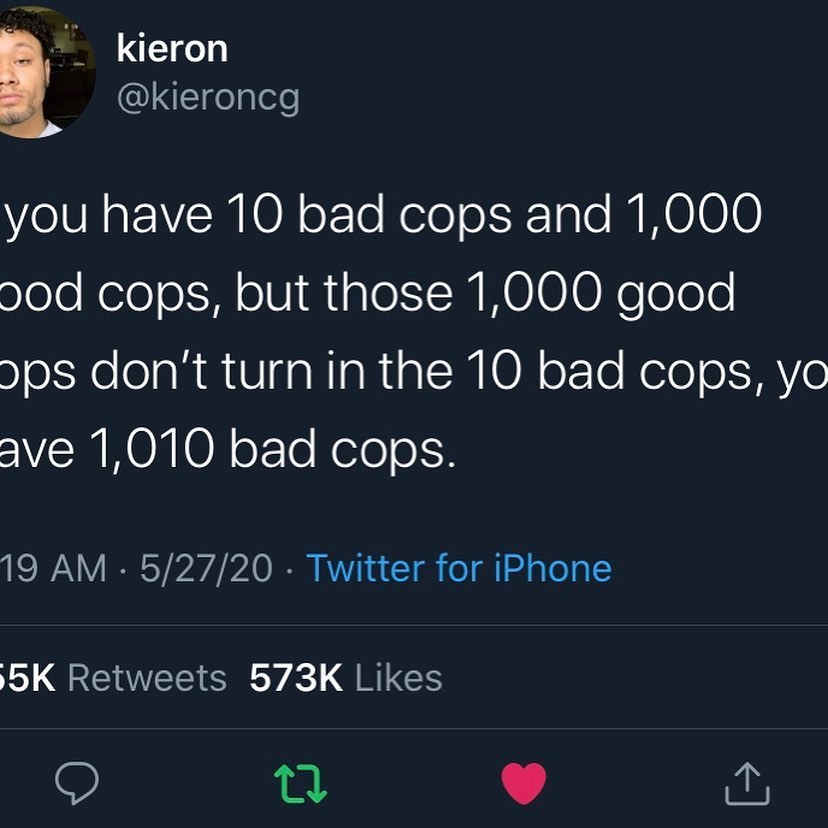 kieron
@kieroncg
you have 10 bad cops and 1,000
ood cops, but those 1,000 good
ops don’t turn in the 10 bad cops, yo
ave 1,010 bad cops.
19 AM · 5/27/20 · Twitter for iPhone
55K Retweets 573K Likes